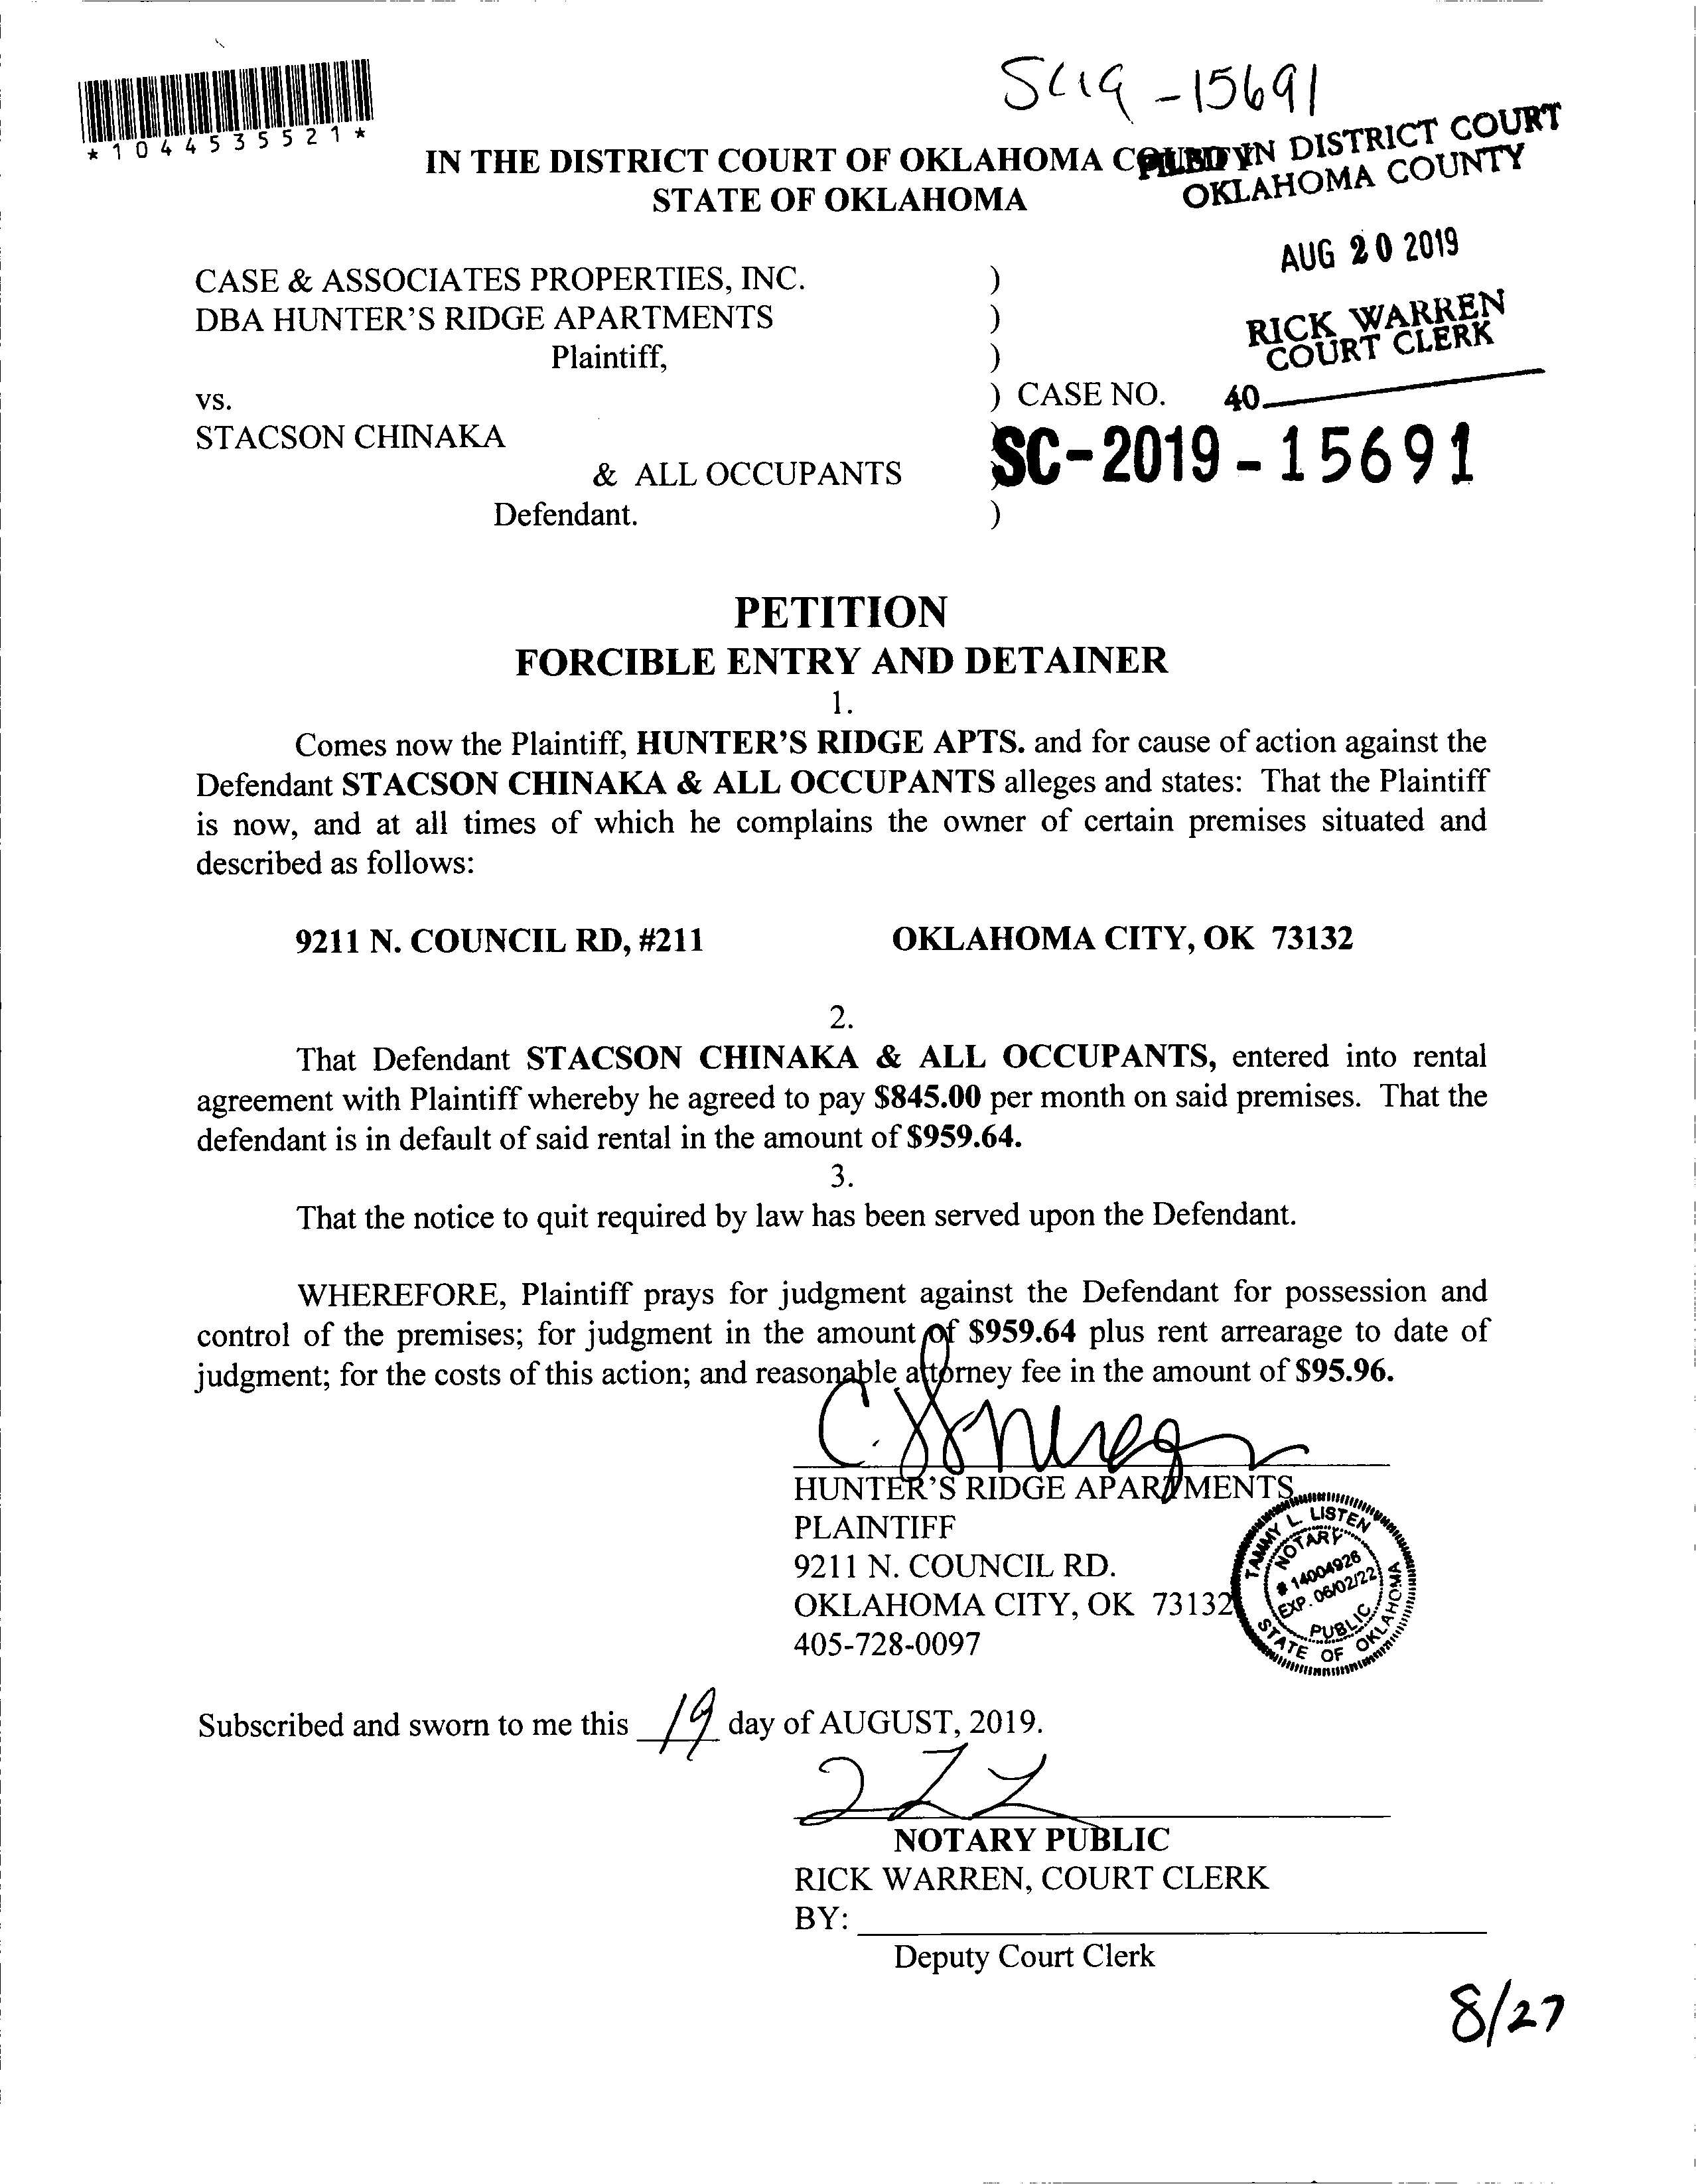 SC19-15691
*1044535521*
IN THE DISTRICT COURT OF OKLAHOMA COUNTY
STATE OF OKLAHOMA
FILED IN DISTRICT COURT
OKLAHOMA COUNTY
AUG 20 2019
RICK WARREN
COURT CLERK
40
CASE & ASSOCIATES PROPERTIES, INC. )
DBA HUNTER'S RIDGE APARTMENTS )
Plaintiff, )
vs. ) CASE NO.
STACSON CHINAKA
SC-2019-15691
& ALL OCCUPANTS )
Defendant. )
PETITION
FORCIBLE ENTRY AND DETAINER
1.
Comes now the Plaintiff, HUNTER'S RIDGE APTS. and for cause of action against the
Defendant STACSON CHINAKA & ALL OCCUPANTS alleges and states: That the Plaintiff
is now, and at all times of which he complains the owner of certain premises situated and
described as follows:
9211 N. COUNCIL RD, #211 OKLAHOMA CITY, OK 73132
2.
That Defendant STACSON CHINAKA & ALL OCCUPANTS, entered into rental
agreement with Plaintiff whereby he agreed to pay $845.00 per month on said premises. That the
defendant is in default of said rental in the amount of $959.64.
3.
That the notice to quit required by law has been served upon the Defendant.
WHEREFORE, Plaintiff prays for judgment against the Defendant for possession and
control of the premises; for judgment in the amount of $959.64 plus rent arrearage to date of
judgment; for the costs of this action; and reasonable attorney fee in the amount of $95.96.
HUNTER'S RIDGE APARTMENTS
PLAINTIFF
9211 N. COUNCIL RD.
OKLAHOMA CITY, OK 73132
405-728-0097
TAMMY L. LISTEN
NOTARY
# 14004926
EXP. 06/02/22
PUBLIC
STATE OF OKLAHOMA
Subscribed and sworn to me this 19 day of AUGUST, 2019.
NOTARY PUBLIC
RICK WARREN, COURT CLERK
BY:
Deputy Court Clerk
8/27